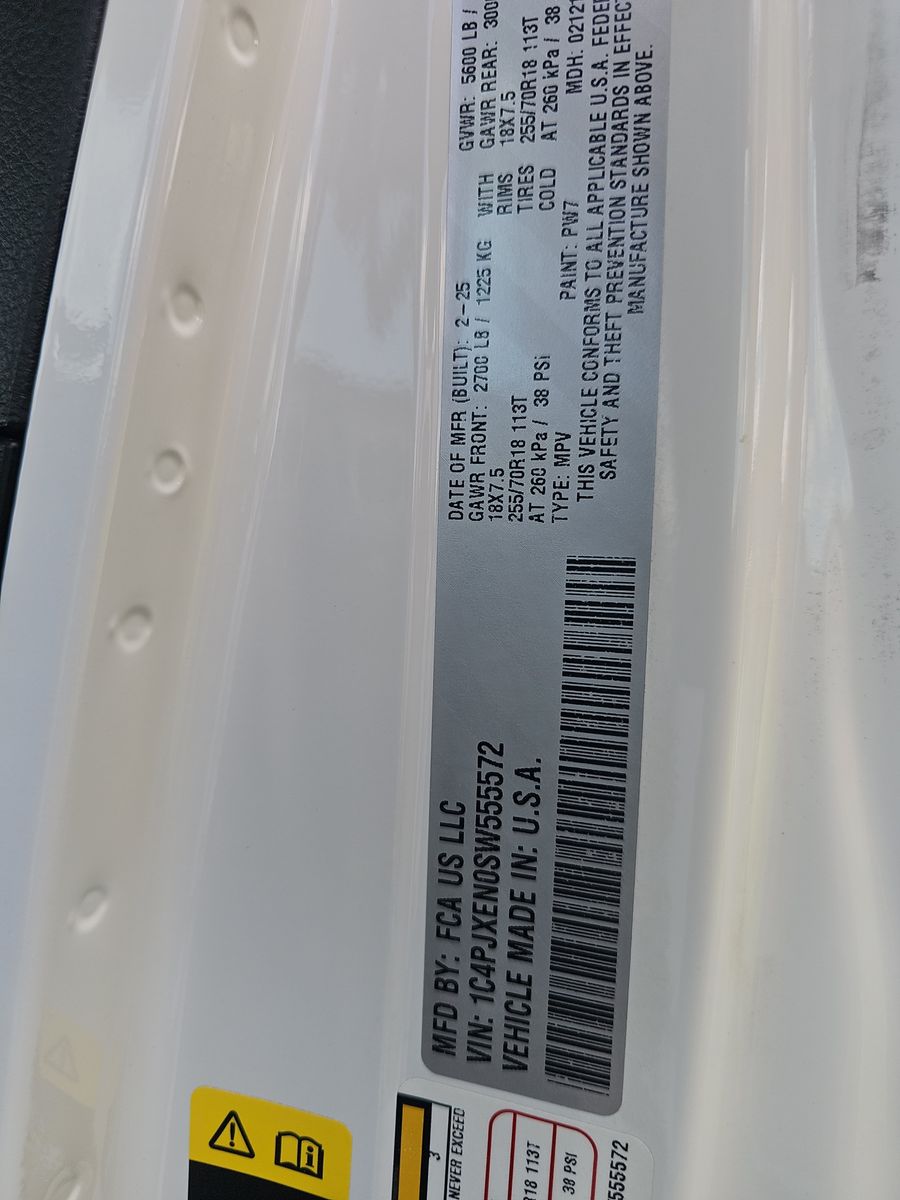 MFD BY: FCA US LLC
VIN: 1C4PJXEN0SW555572
VEHICLE MADE IN: U.S.A.
DATE OF MFR (BUILT): 2-25 GVWR: 5600 LB /
GAWR FRONT: 2700 LB / 1225 KG WITH GAWR REAR: 300
18X7.5 RIMS 18X7.5
255/70R18 113T TIRES 255/70R18 113T
AT 260 kPa / 38 PSi COLD AT 260 kPa / 38
TYPE: MPV PAINT: PW7 MDH: 0212
THIS VEHICLE CONFORMS TO ALL APPLICABLE U.S.A. FEDE
SAFETY AND THEFT PREVENTION STANDARDS IN EFFEC
MANUFACTURE SHOWN ABOVE.
3
NEVER EXCEED
R18 113T
38 PSI
555572